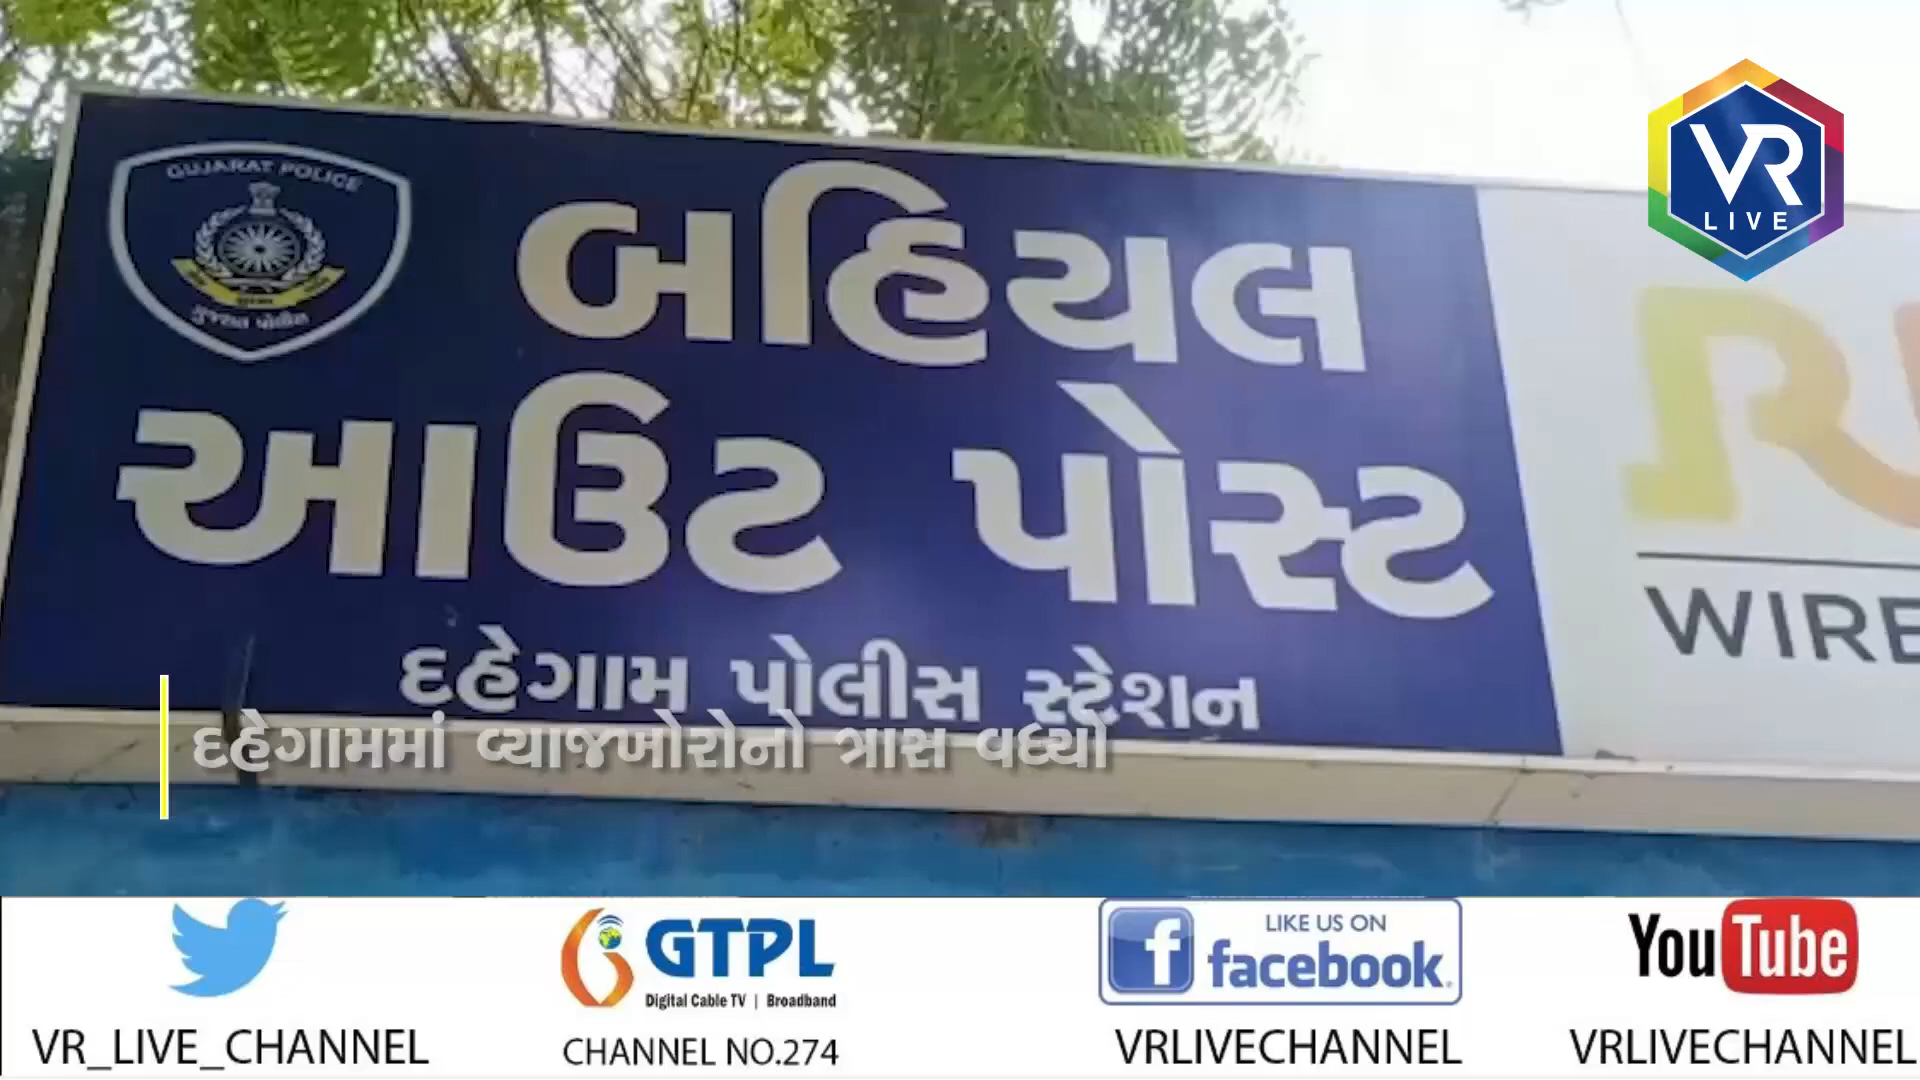 GUJARAT POLICE
ગુજરાત પોલીસ
VR
LIVE
બહિયલ
આઉટ પોસ્ટ
દહેગામ પોલીસ સ્ટેશન
WIRE
દહેગામમાં વ્યાજખોરોનો ત્રાસ વધ્યો
GTPL
Digital Cable TV | Broadband
LIKE US ON
facebook.
YouTube
VR_LIVE_CHANNEL
CHANNEL NO.274
VRLIVECHANNEL
VRLIVECHANNEL